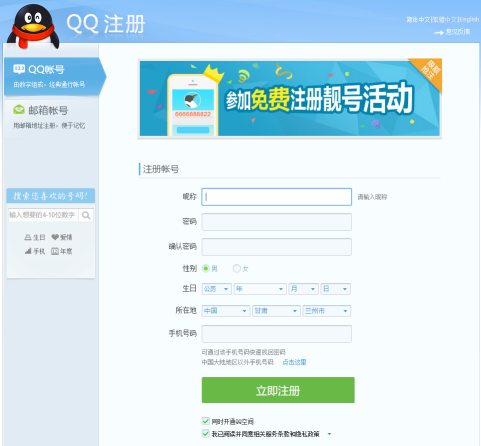 QQ 注册
简体中文|繁體中文|English
意见反馈
QQ帐号
由数字组成，经典通行帐号
邮箱帐号
用邮箱地址注册，便于记忆
搜索您喜欢的号码!
输入想要的4-10位数字
生日 爱情
手机 年层
参加免费注册靓号活动
注册帐号
昵称
请输入昵称
密码
确认密码
性别 男 女
生日 公历 年 月 日
所在地 中国 甘肃 兰州市
手机号码
可通过该手机号码快速找回密码
中国大陆地区以外手机号码 点击这里
立即注册
同时开通QQ空间
我已阅读并同意相关服务条款和隐私政策